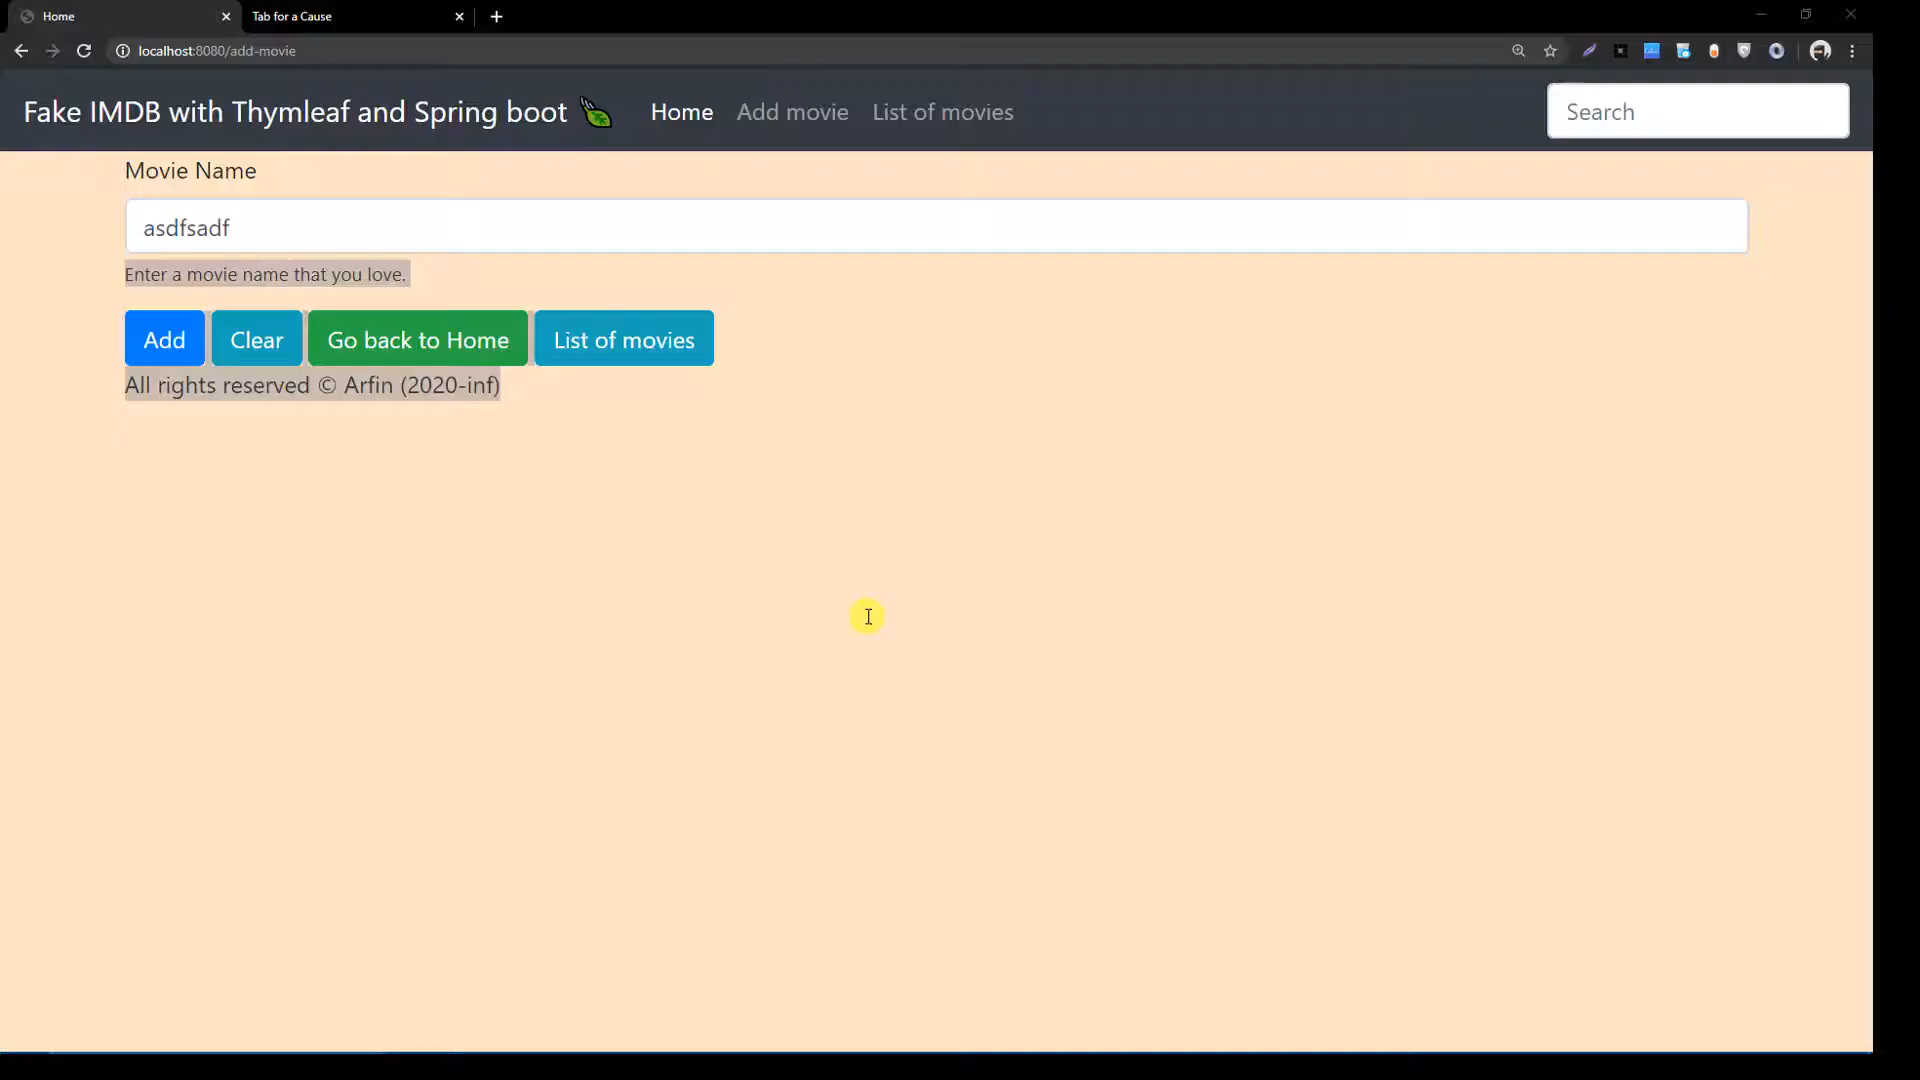 Home
Tab for a Cause
localhost:8080/add-movie
Fake IMDB with Thymleaf and Spring boot Home Add movie List of movies Search
Movie Name
asdfsadf
Enter a movie name that you love.
Add Clear Go back to Home List of movies
All rights reserved © Arfin (2020-inf)